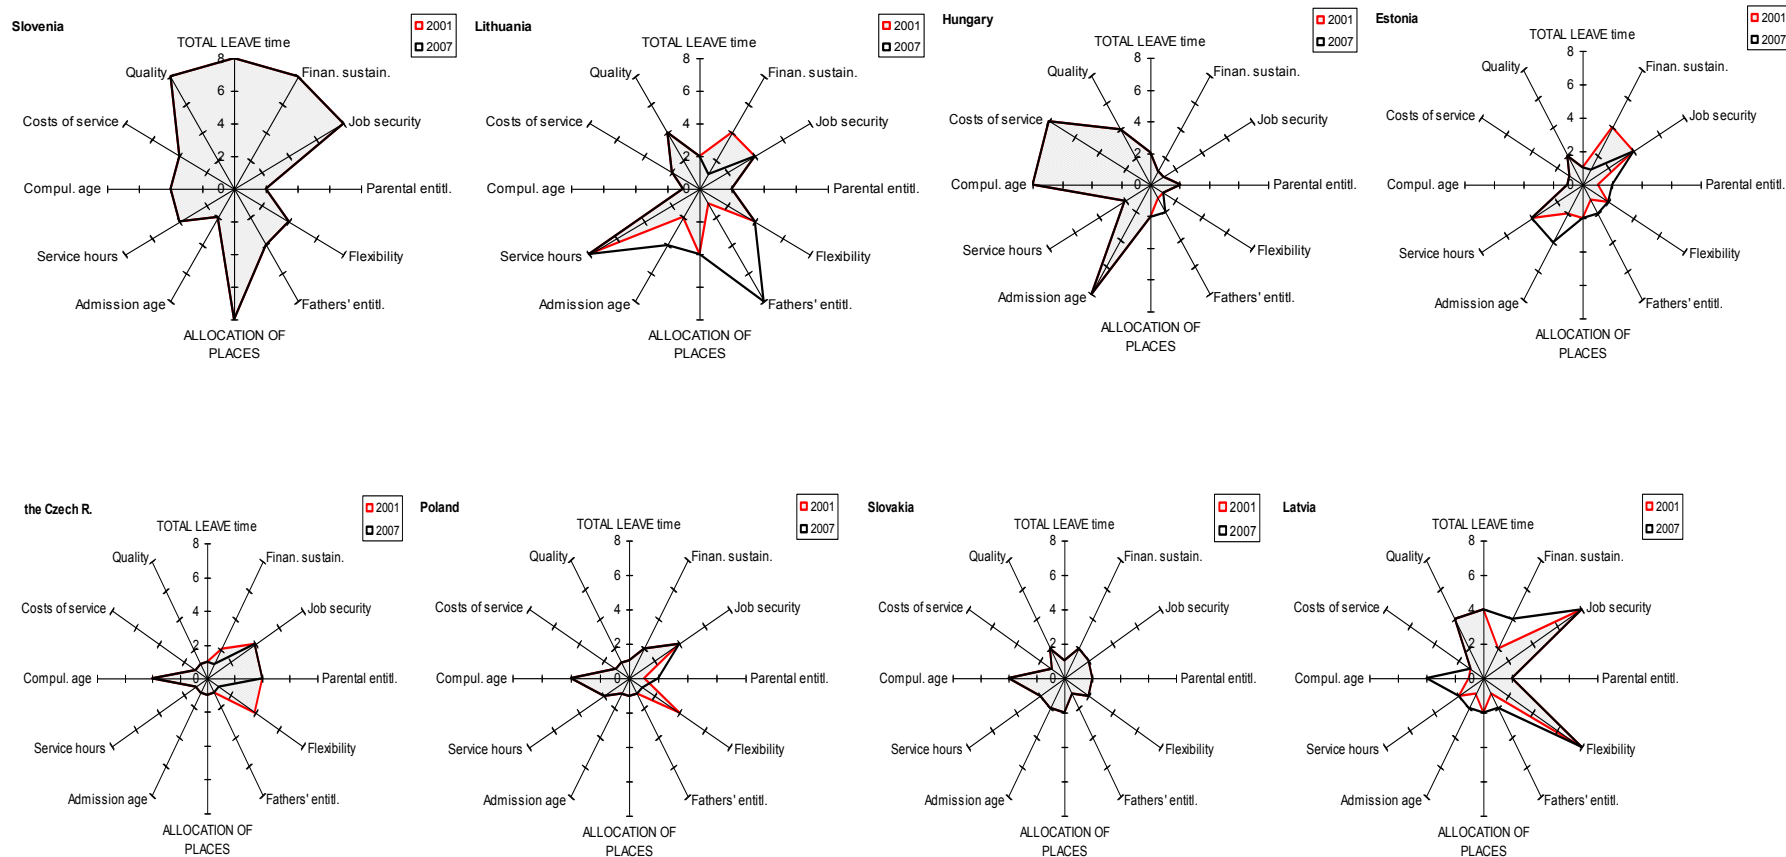 Slovenia
2001
2007
TOTAL LEAVE time
8
6
4
2
0
Quality
Finan. sustain.
Costs of service
Job security
Compul. age
Parental entitl.
Service hours
Flexibility
Admission age
Fathers' entitl.
ALLOCATION OF
PLACES
Lithuania
2001
2007
TOTAL LEAVE time
8
6
4
2
0
Quality
Finan. sustain.
Costs of service
Job security
Compul. age
Parental entitl.
Service hours
Flexibility
Admission age
Fathers' entitl.
ALLOCATION OF
PLACES
Hungary
2001
2007
TOTAL LEAVE time
8
6
4
2
0
Quality
Finan. sustain.
Costs of service
Job security
Compul. age
Parental entitl.
Service hours
Flexibility
Admission age
Fathers' entitl.
ALLOCATION OF
PLACES
Estonia
2001
2007
TOTAL LEAVE time
8
6
4
2
0
Quality
Finan. sustain.
Costs of service
Job security
Compul. age
Parental entitl.
Service hours
Flexibility
Admission age
Fathers' entitl.
ALLOCATION OF
PLACES
the Czech R.
2001
2007
TOTAL LEAVE time
8
6
4
2
0
Quality
Finan. sustain.
Costs of service
Job security
Compul. age
Parental entitl.
Service hours
Flexibility
Admission age
Fathers' entitl.
ALLOCATION OF
PLACES
Poland
2001
2007
TOTAL LEAVE time
8
6
4
2
0
Quality
Finan. sustain.
Costs of service
Job security
Compul. age
Parental entitl.
Service hours
Flexibility
Admission age
Fathers' entitl.
ALLOCATION OF
PLACES
Slovakia
2001
2007
TOTAL LEAVE time
8
6
4
2
0
Quality
Finan. sustain.
Costs of service
Job security
Compul. age
Parental entitl.
Service hours
Flexibility
Admission age
Fathers' entitl.
ALLOCATION OF
PLACES
Latvia
2001
2007
TOTAL LEAVE time
8
6
4
2
0
Quality
Finan. sustain.
Costs of service
Job security
Compul. age
Parental entitl.
Service hours
Flexibility
Admission age
Fathers' entitl.
ALLOCATION OF
PLACES